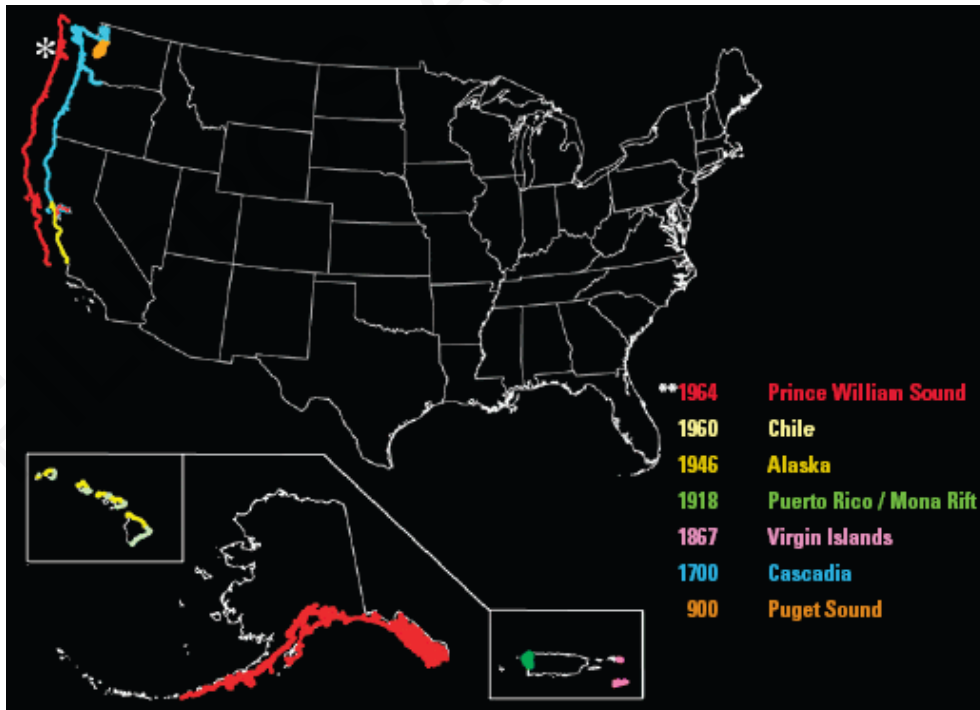 *
**1964 Prince William Sound
1960 Chile
1946 Alaska
1918 Puerto Rico / Mona Rift
1867 Virgin Islands
1700 Cascadia
900 Puget Sound